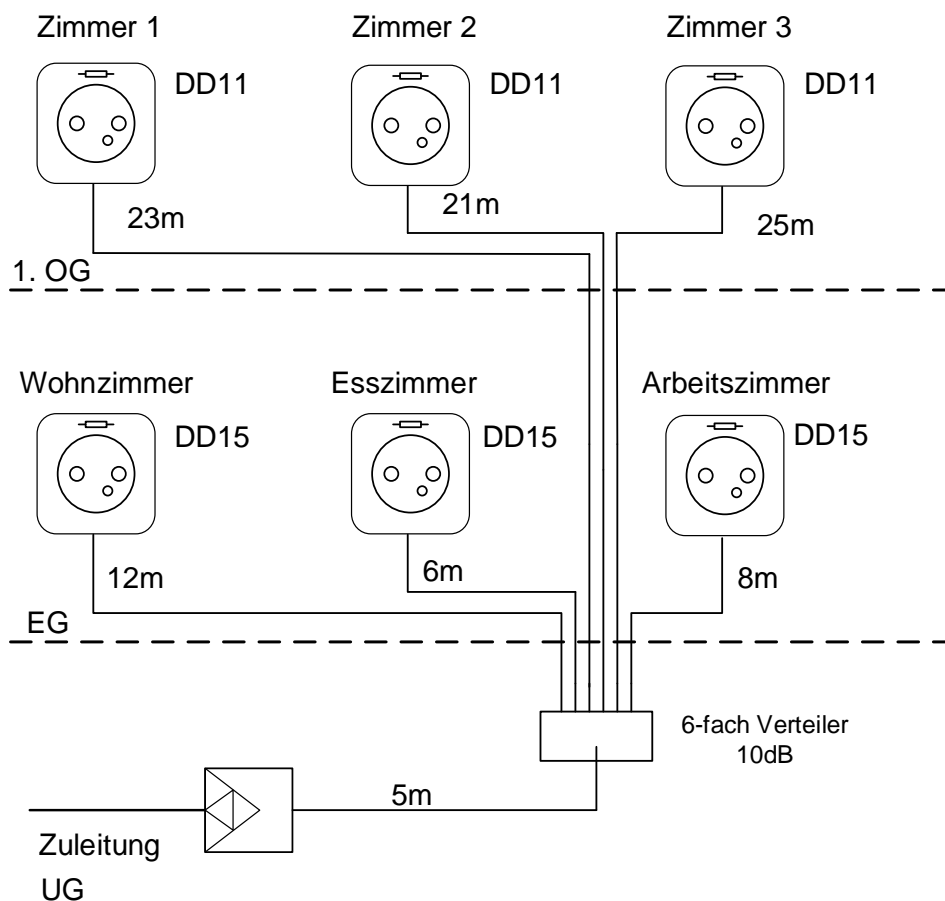 Zimmer 1
Zimmer 2
Zimmer 3
DD11
DD11
DD11
23m
21m
25m
1. OG
Wohnzimmer
Esszimmer
Arbeitszimmer
DD15
DD15
DD15
12m
6m
8m
EG
6-fach Verteiler
10dB
5m
Zuleitung
UG